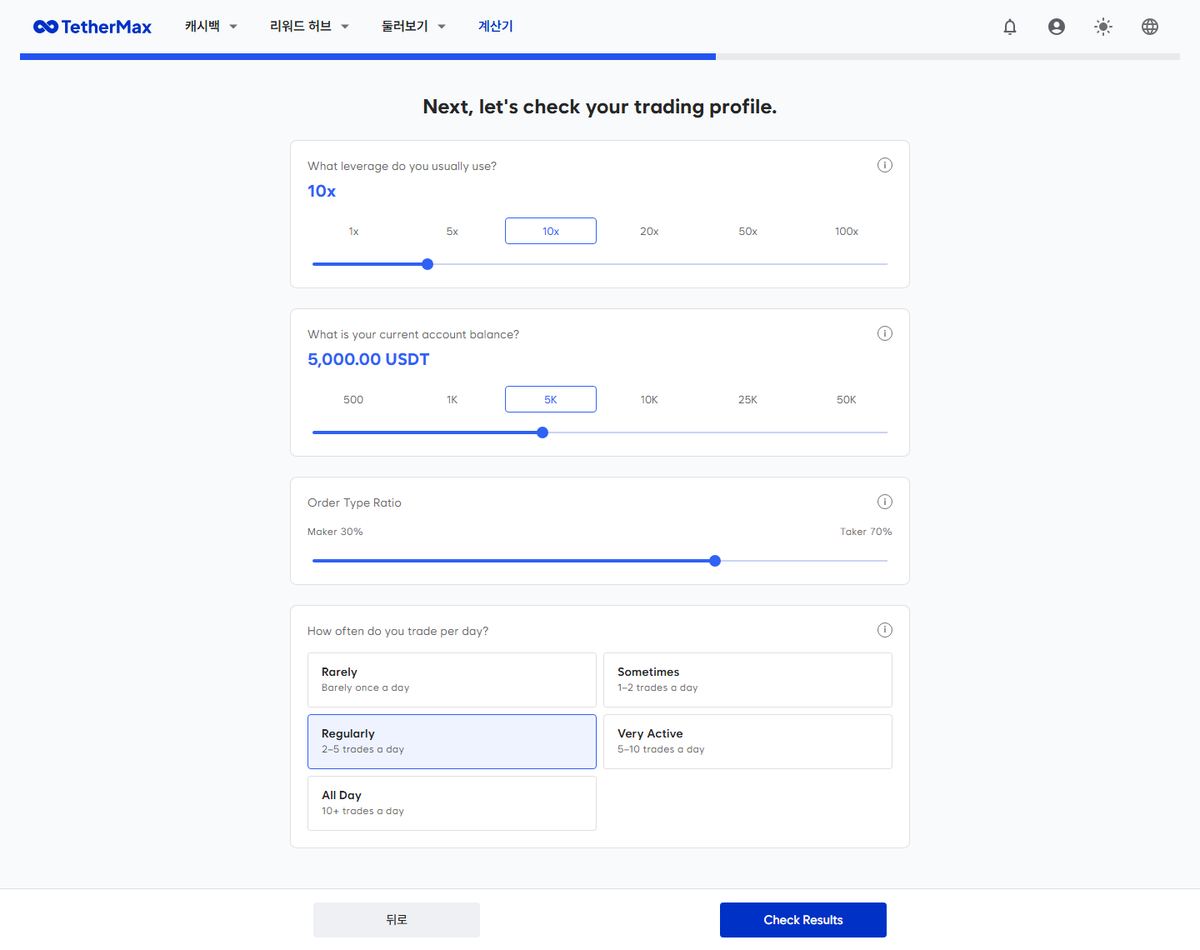 TetherMax 캐시백 리워드 허브 둘러보기 계산기
Next, let's check your trading profile.
What leverage do you usually use?
10x
1x 5x 10x 20x 50x 100x
What is your current account balance?
5,000.00 USDT
500 1K 5K 10K 25K 50K
Order Type Ratio
Maker 30% Taker 70%
How often do you trade per day?
Rarely
Barely once a day
Sometimes
1–2 trades a day
Regularly
2–5 trades a day
Very Active
5–10 trades a day
All Day
10+ trades a day
뒤로 Check Results